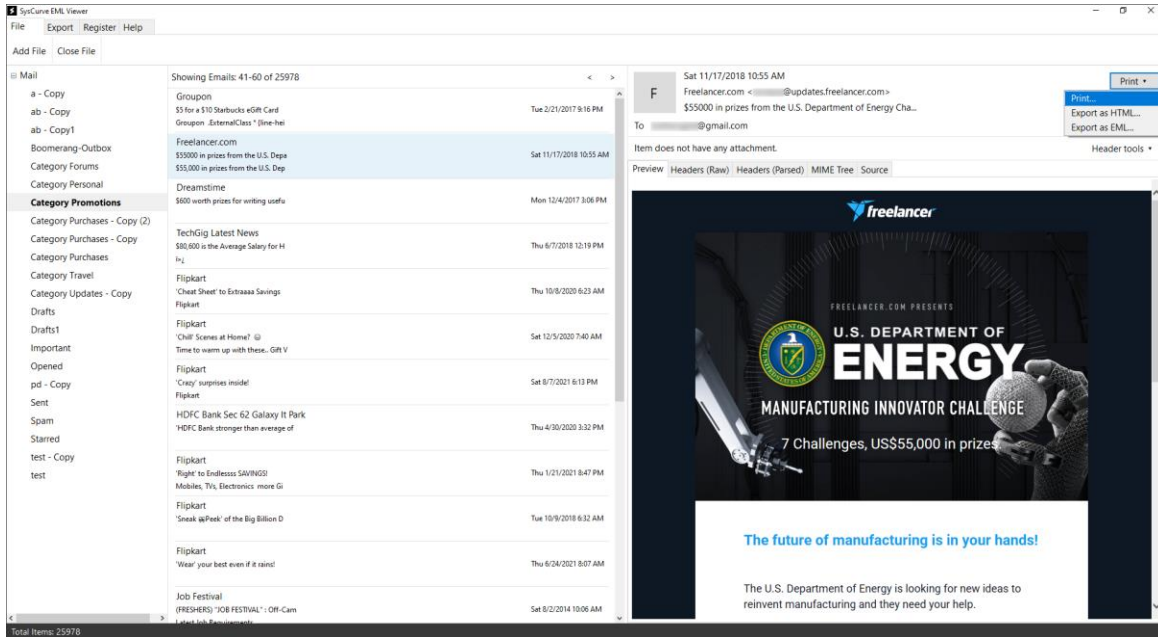 SysCurve EML Viewer
File Export Register Help
Add File Close File
Mail
a - Copy
ab - Copy
ab - Copy1
Boomerang-Outbox
Category Forums
Category Personal
Category Promotions
Category Purchases - Copy (2)
Category Purchases - Copy
Category Purchases
Category Travel
Category Updates - Copy
Drafts
Drafts1
Important
Opened
pd - Copy
Sent
Spam
Starred
test - Copy
test
Showing Emails: 41-60 of 25978 < >
Groupon
$5 for a $10 Starbucks eGift Card Tue 2/21/2017 9:16 PM
Groupon .ExternalClass * {line-hei
Freelancer.com
$55000 in prizes from the U.S. Depa Sat 11/17/2018 10:55 AM
$55,000 in prizes from the U.S. Dep
Dreamstime
$600 worth prizes for writing usefu Mon 12/4/2017 3:06 PM
TechGig Latest News
$80,600 is the Average Salary for H Thu 6/7/2018 12:19 PM
Flipkart
'Cheat Sheet' to Extraaaa Savings Thu 10/8/2020 6:23 AM
Flipkart
Flipkart
'Chill' Scenes at Home? Sat 12/5/2020 7:40 AM
Time to warm up with these.. Gift V
Flipkart
'Crazy' surprises inside! Sat 8/7/2021 6:13 PM
Flipkart
HDFC Bank Sec 62 Galaxy It Park
'HDFC Bank stronger than average of Thu 4/30/2020 3:32 PM
Flipkart
'Right' to Endlessss SAVINGS! Thu 1/21/2021 8:47 PM
Mobiles, TVs, Electronics more Gi
Flipkart
'Sneak Peek' of the Big Billion D Tue 10/9/2018 6:32 AM
Flipkart
'Wear' your best even if it rains! Thu 6/24/2021 8:07 AM
Job Festival
(FRESHERS) "JOB FESTIVAL" : Off-Cam Sat 8/2/2014 10:06 AM
Latest Job Requirements
F
Sat 11/17/2018 10:55 AM
Freelancer.com < @updates.freelancer.com>
$55000 in prizes from the U.S. Department of Energy Cha...
To @gmail.com
Print
Print...
Export as HTML...
Export as EML...
Item does not have any attachment. Header tools
Preview Headers (Raw) Headers (Parsed) MIME Tree Source
freelancer
FREELANCER.COM PRESENTS
U.S. DEPARTMENT OF
ENERGY
MANUFACTURING INNOVATOR CHALLENGE
7 Challenges, US$55,000 in prizes.
The future of manufacturing is in your hands!
The U.S. Department of Energy is looking for new ideas to
reinvent manufacturing and they need your help.
Total Items: 25978